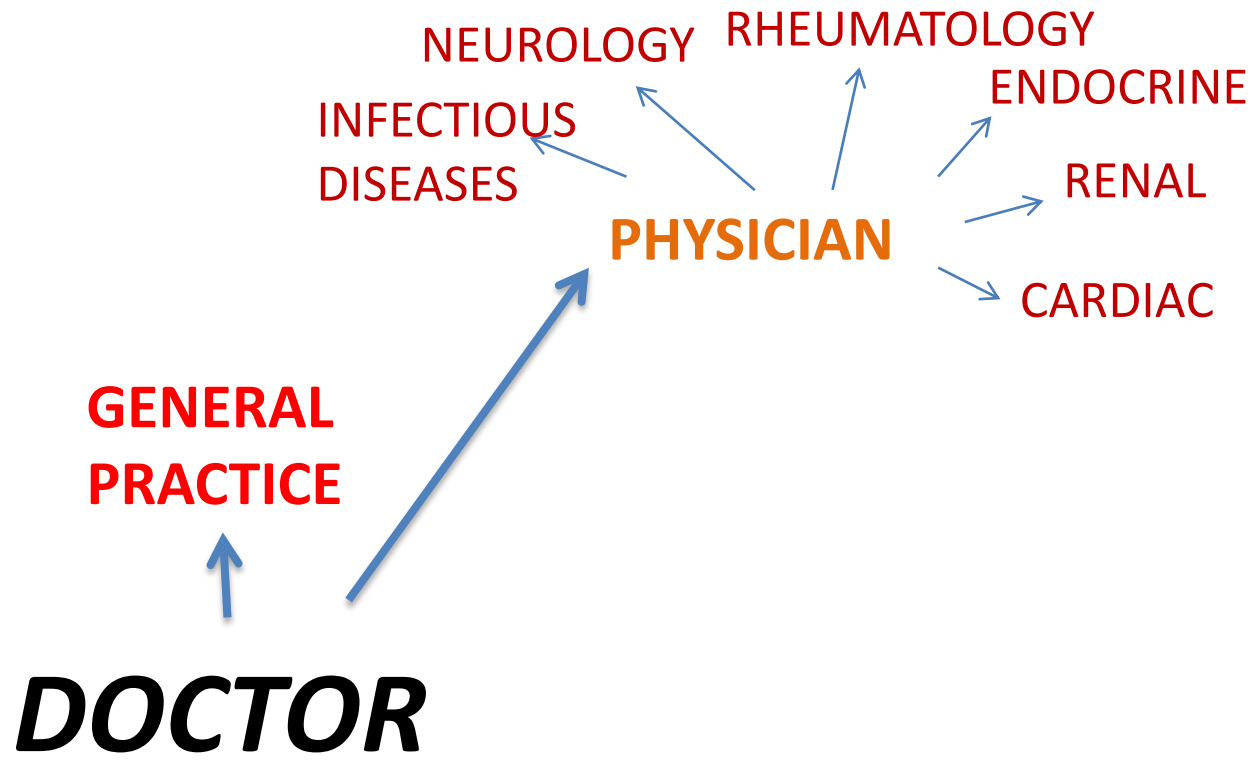 RHEUMATOLOGY
NEUROLOGY
ENDOCRINE
INFECTIOUS
DISEASES
RENAL
PHYSICIAN
CARDIAC
GENERAL
PRACTICE
DOCTOR